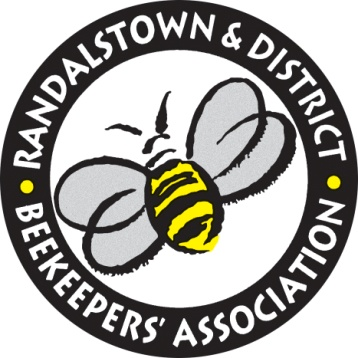 RANDALSTOWN & DISTRICT
BEEKEEPERS' ASSOCIATION